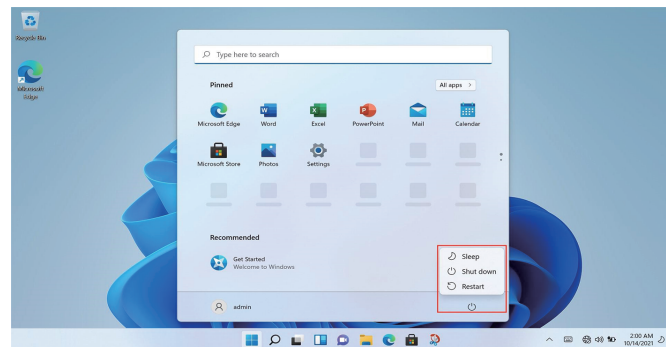 Recycle Bin
Microsoft
Edge
Type here to search
Pinned
All apps >
Microsoft Edge
Word
Excel
PowerPoint
Mail
Calendar
Microsoft Store
Photos
Settings
Recommended
Get Started
Welcome to Windows
Sleep
Shut down
Restart
admin
2:00 AM
10/14/2021